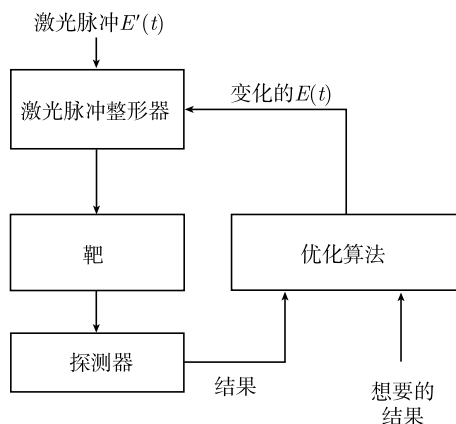 激光脉冲E′(t)
变化的E(t)
激光脉冲整形器
靶
优化算法
探测器
结果
想要的
结果